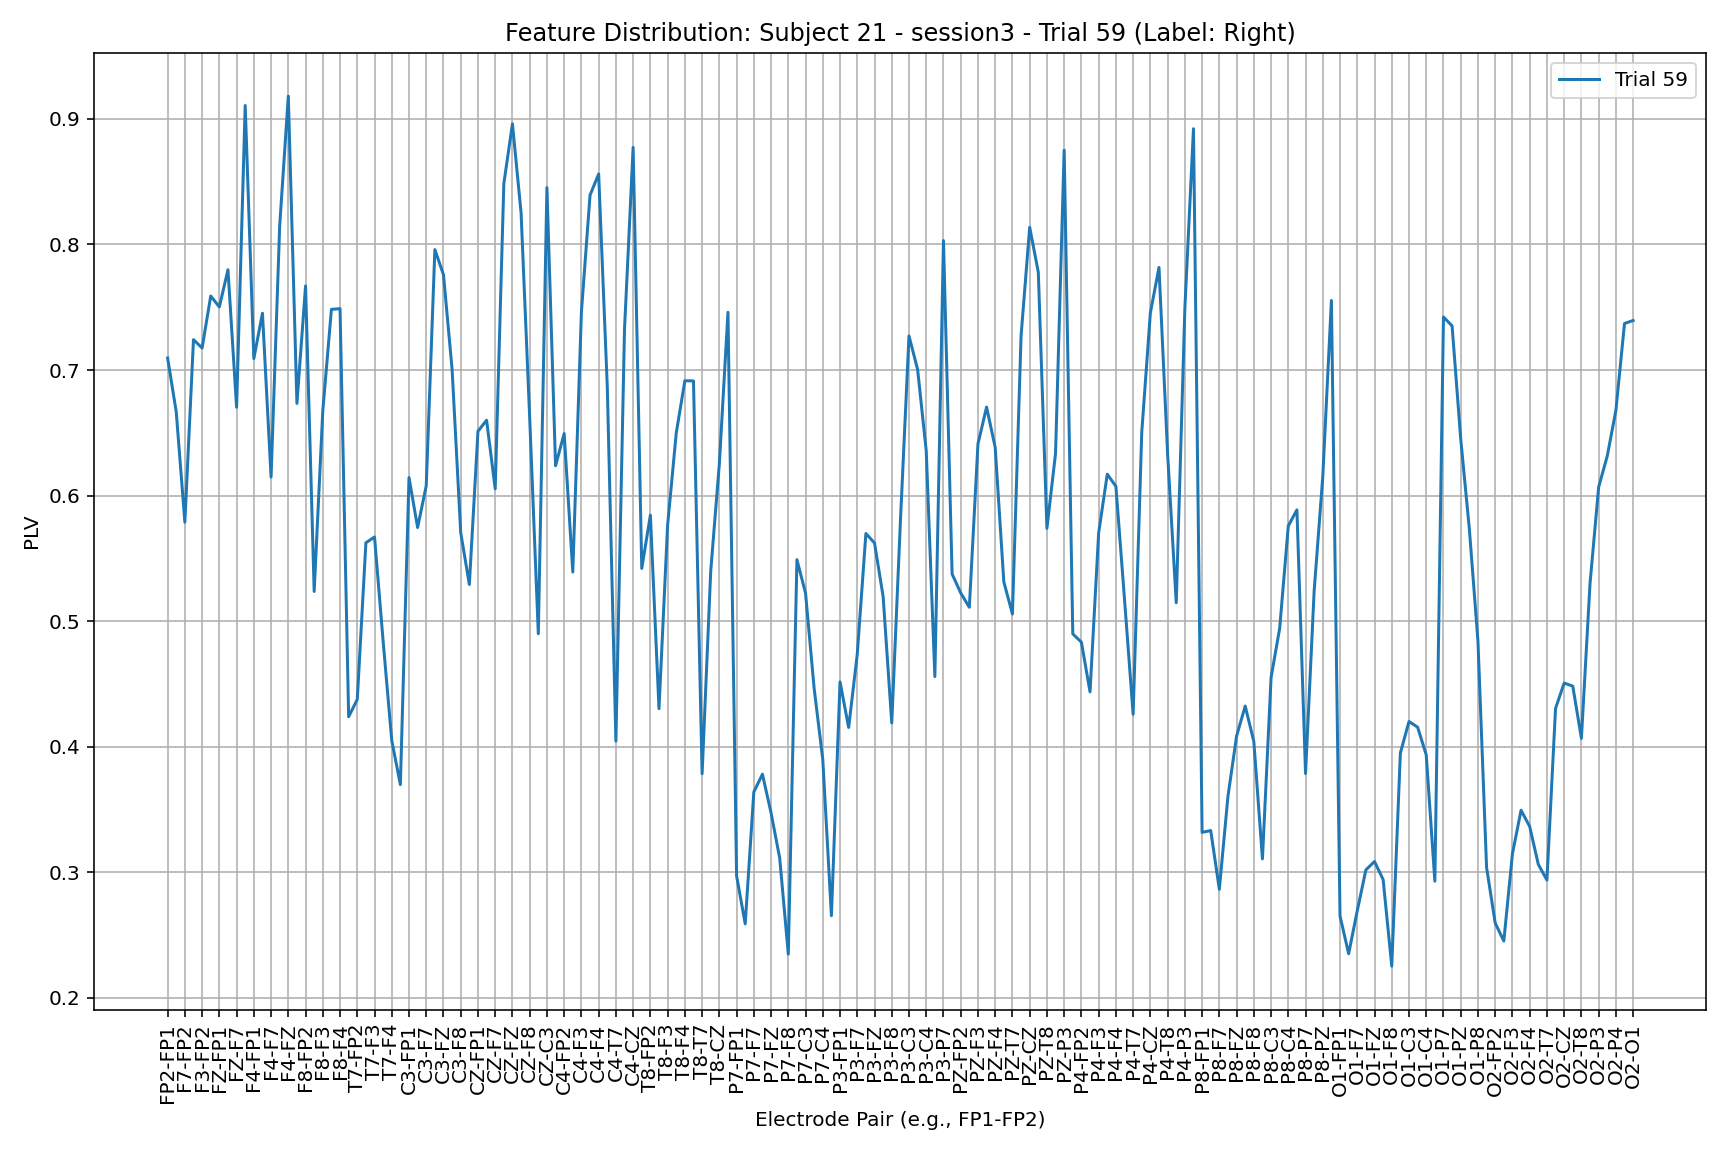 Feature Distribution: Subject 21 - session3 - Trial 59 (Label: Right)
Trial 59
0.9
0.8
0.7
0.6
0.5
0.4
0.3
0.2
PLV
FP2-FP1
F7-FP2
F3-FP2
FZ-FP1
FZ-F7
F4-FP1
F4-F7
F4-FZ
F8-FP2
F8-F3
F8-F4
T7-FP2
T7-F3
T7-F4
C3-FP1
C3-F7
C3-FZ
C3-F8
CZ-FP1
CZ-F7
CZ-FZ
CZ-F8
CZ-C3
C4-FP2
C4-F3
C4-F4
C4-T7
C4-CZ
T8-FP2
T8-F3
T8-F4
T8-T7
T8-CZ
P7-FP1
P7-F7
P7-FZ
P7-F8
P7-C3
P7-C4
P3-FP1
P3-F7
P3-FZ
P3-F8
P3-C3
P3-C4
P3-P7
PZ-FP2
PZ-F3
PZ-F4
PZ-T7
PZ-CZ
PZ-T8
PZ-P3
P4-FP2
P4-F3
P4-F4
P4-T7
P4-CZ
P4-T8
P4-P3
P8-FP1
P8-F7
P8-FZ
P8-F8
P8-C3
P8-C4
P8-P7
P8-PZ
O1-FP1
O1-F7
O1-FZ
O1-F8
O1-C3
O1-C4
O1-P7
O1-PZ
O1-P8
O2-FP2
O2-F3
O2-F4
O2-T7
O2-CZ
O2-T8
O2-P3
O2-P4
O2-O1
Electrode Pair (e.g., FP1-FP2)